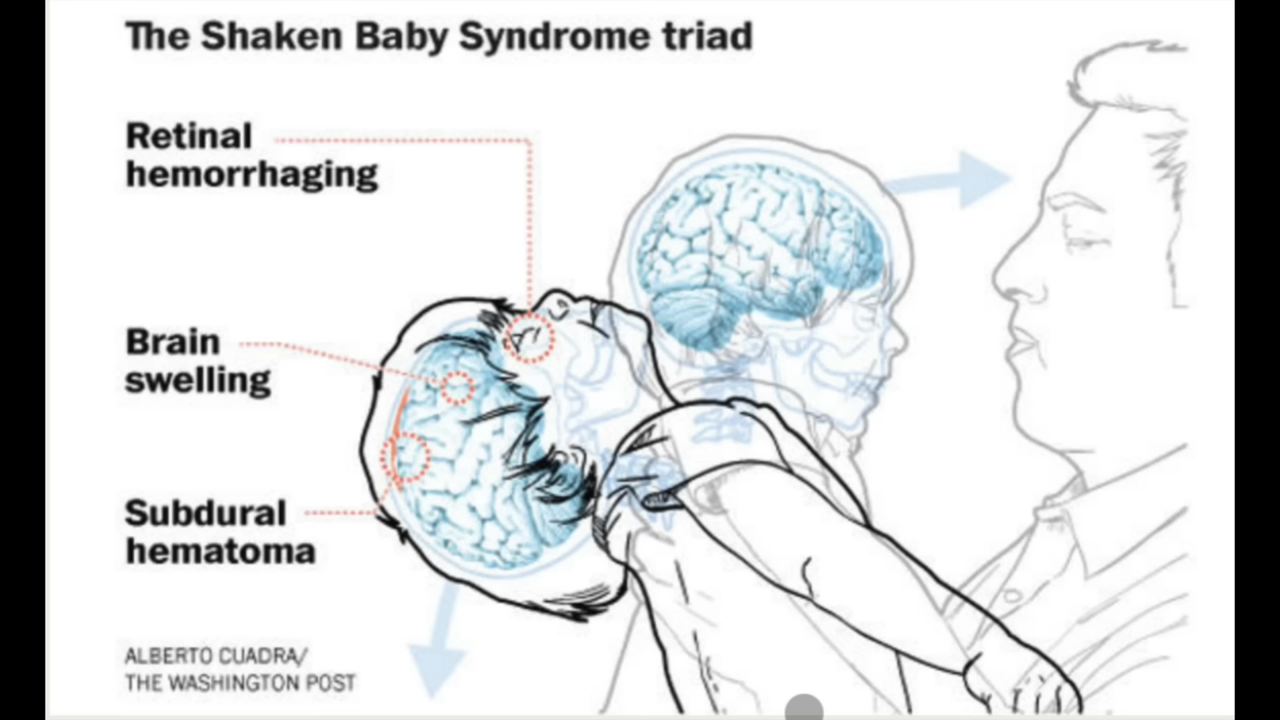 The Shaken Baby Syndrome triad
Retinal
hemorrhaging
Brain
swelling
Subdural
hematoma
ALBERTO CUADRA/
THE WASHINGTON POST